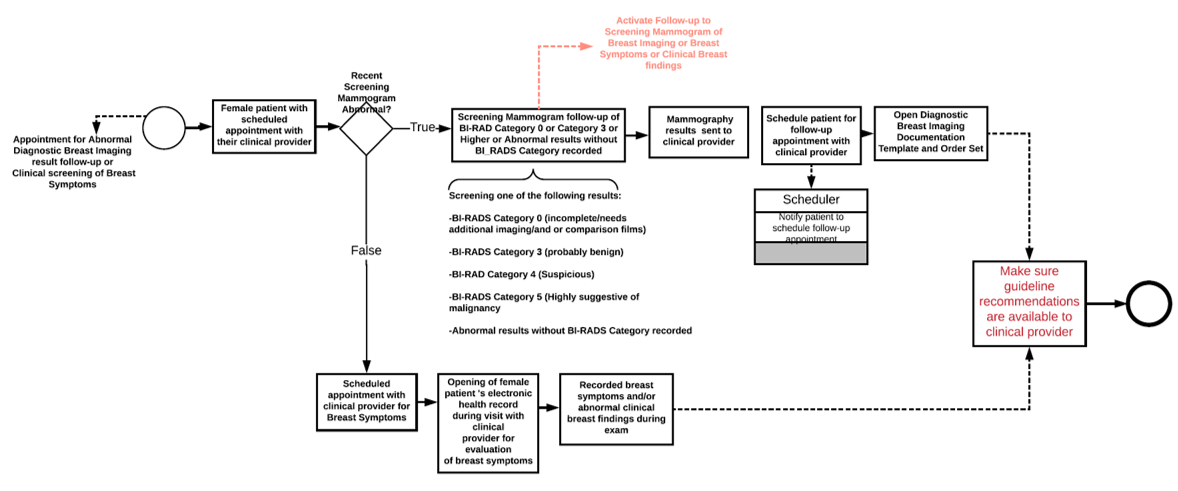 Activate Follow-up to
Screening Mammogram of
Breast Imaging or Breast
Symptoms or Clinical Breast
findings
Recent
Screening
Mammogram
Abnormal?
Appointment for Abnormal
Diagnostic Breast Imaging
result follow-up or
Clinical screening of Breast
Symptoms
Female patient with
scheduled
appointment with
their clinical provider
True
Screening Mammogram follow-up of
BI-RAD Category 0 or Category 3 or
Higher or Abnormal results without
BI_RADS Category recorded
Mammography
results sent to
clinical provider
Schedule patient for
follow-up
appointment with
clinical provider
Open Diagnostic
Breast Imaging
Documentation
Template and Order Set
Screening one of the following results:
-BI-RADS Category 0 (incomplete/needs
additional imaging/and or comparison films)
-BI-RADS Category 3 (probably benign)
-BI-RAD Category 4 (Suspicious)
-BI-RADS Category 5 (Highly suggestive of
malignancy
-Abnormal results without BI-RADS Category recorded
Scheduler
Notify patient to
schedule follow-up
appointment
False
Make sure
guideline
recommendations
are available to
clinical provider
Scheduled
appointment with
clinical provider for
Breast Symptoms
Opening of female
patient 's electronic
health record
during visit with
clinical
provider for
evaluation
of breast symptoms
Recorded breast
symptoms and/or
abnormal clinical
breast findings during
exam